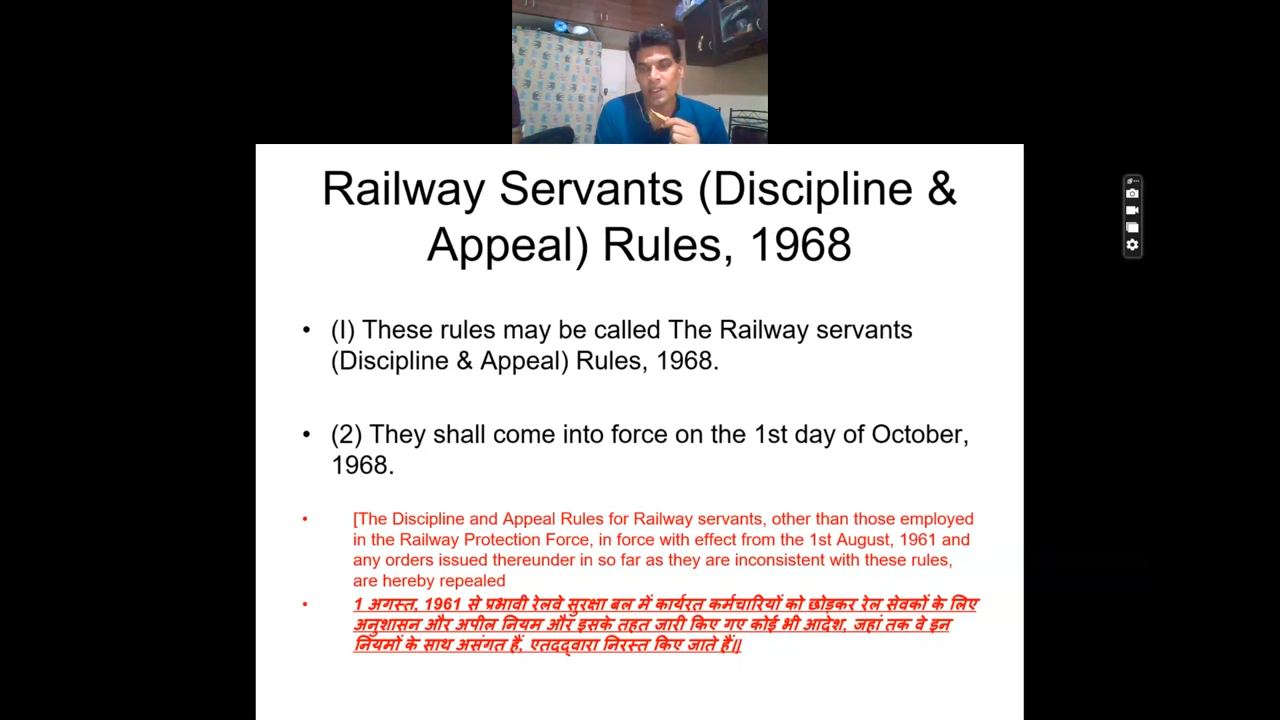 Railway Servants (Discipline &
Appeal) Rules, 1968
• (I) These rules may be called The Railway servants
(Discipline & Appeal) Rules, 1968.
• (2) They shall come into force on the 1st day of October,
1968.
• [The Discipline and Appeal Rules for Railway servants, other than those employed
in the Railway Protection Force, in force with effect from the 1st August, 1961 and
any orders issued thereunder in so far as they are inconsistent with these rules,
are hereby repealed
• 1 अगस्त, 1961 से प्रभावी रेलवे सुरक्षा बल में कार्यरत कर्मचारियों को छोड़कर रेल सेवकों के लिए
अनुशासन और अपील नियम और इसके तहत जारी किए गए कोई भी आदेश, जहां तक वे इन
नियमों के साथ असंगत हैं, एतदद्वारा निरस्त किए जाते हैं।]